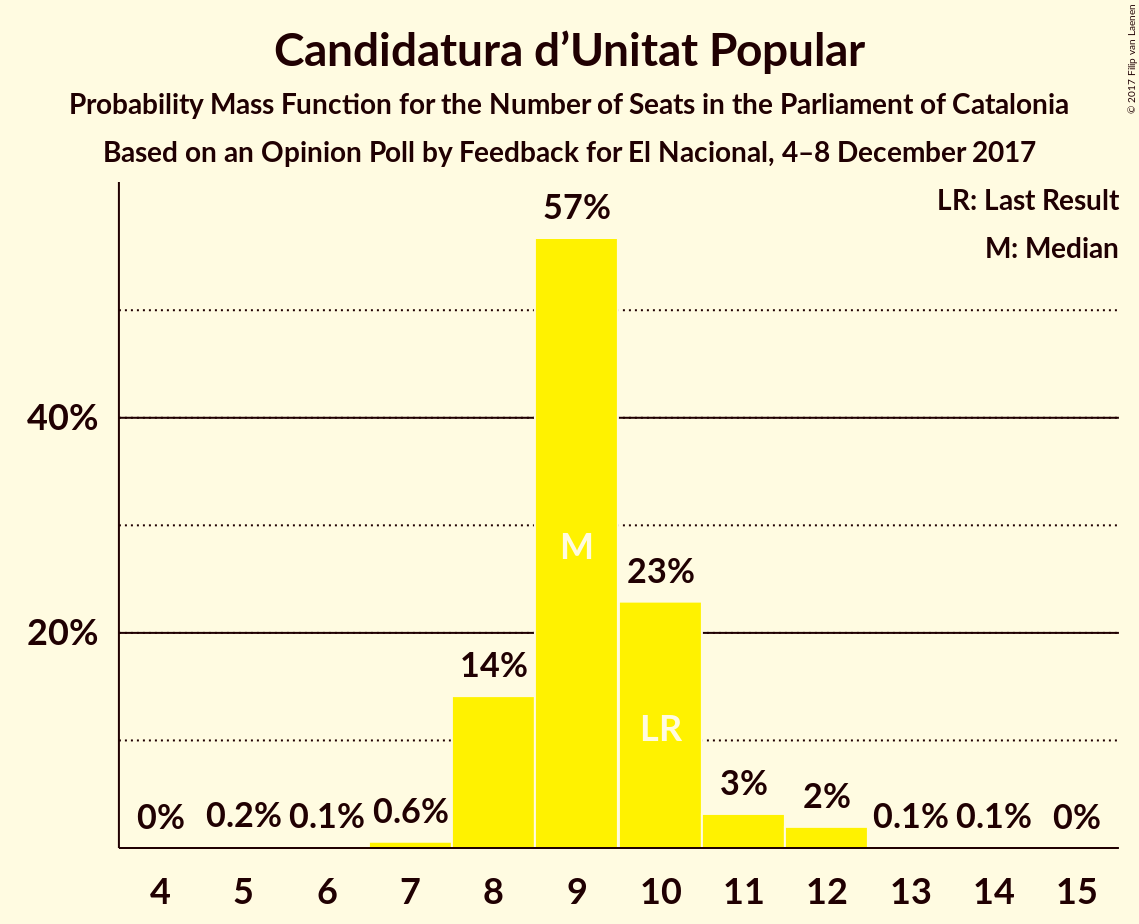 Candidatura d’Unitat Popular
Probability Mass Function for the Number of Seats in the Parliament of Catalonia
Based on an Opinion Poll by Feedback for El Nacional, 4–8 December 2017
© 2017 Filip van Laenen
LR: Last Result
M: Median
57%
40%
M
23%
20%
14%
LR
3%
2%
0% 0.2% 0.1% 0.6% 0.1% 0.1% 0%
4 5 6 7 8 9 10 11 12 13 14 15